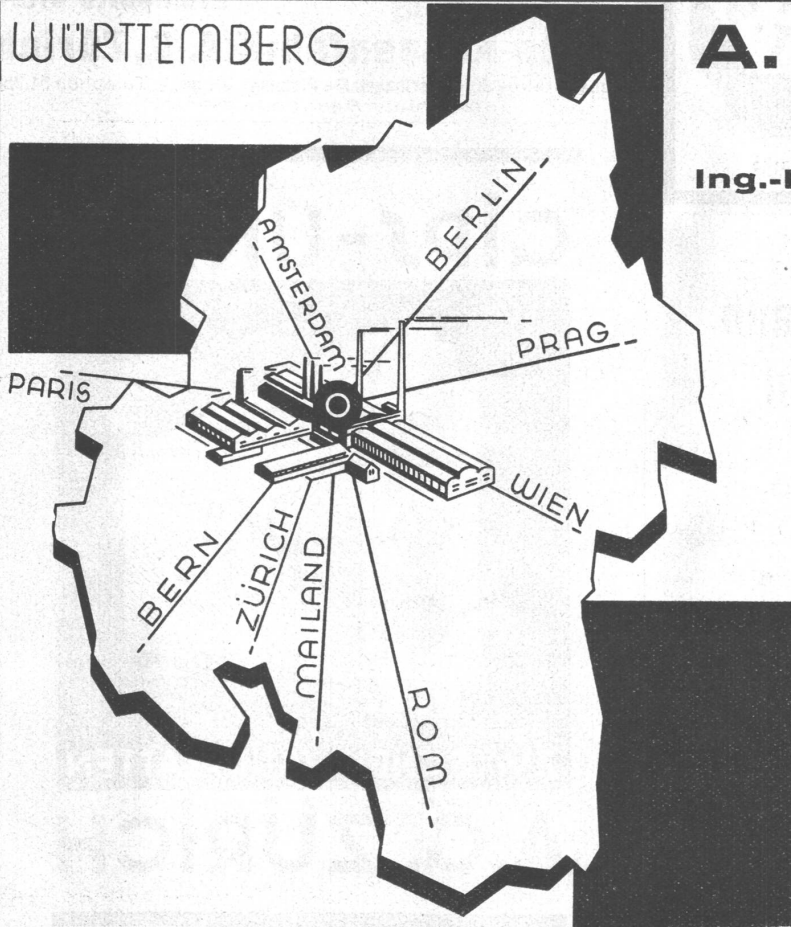 WÜRTTEMBERG
A.
Ing.-
AMSTERDAM
BERLIN
PRAG
PARIS
WIEN
BERN
ZÜRICH
MAILAND
ROM